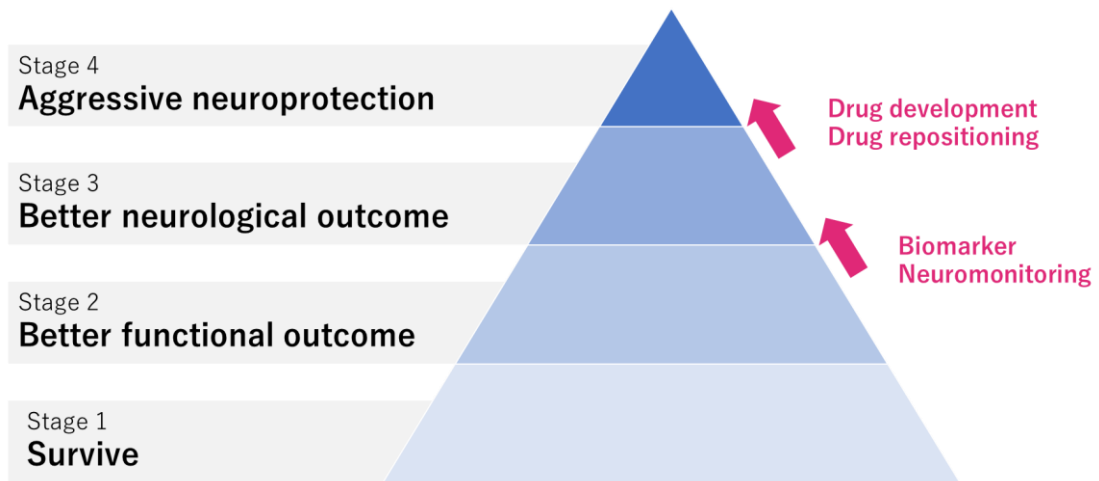 Stage 4
Aggressive neuroprotection
Drug development
Drug repositioning
Stage 3
Better neurological outcome
Biomarker
Neuromonitoring
Stage 2
Better functional outcome
Stage 1
Survive